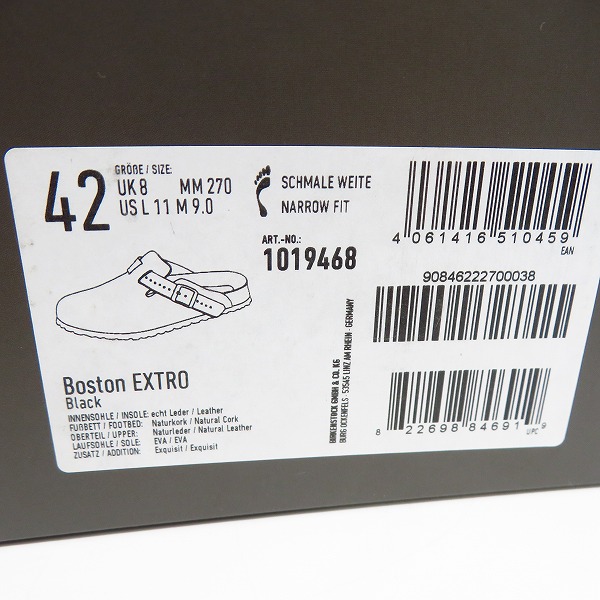 42
GRÖßE / SIZE:
UK 8 MM 270
US L 11 M 9.0
SCHMALE WEITE
NARROW FIT
ART.-NO.:
1019468
4 061416 510459
EAN
90846222700038
Boston EXTRO
Black
INNENSOHLE / INSOLE: echt Leder / Leather
FUßBETT / FOOTBED: Naturkork / Natural Cork
OBERTEIL / UPPER: Naturleder / Natural Leather
LAUFSOHLE / SOLE: EVA / EVA
ZUSATZ / ADDITION: Exquisit / Exquisit
BIRKENSTOCK GMBH & CO. KG
BURG OCKENFELS · 53545 LINZ AM RHEIN · GERMANY
8 22698 84691 9
UPC